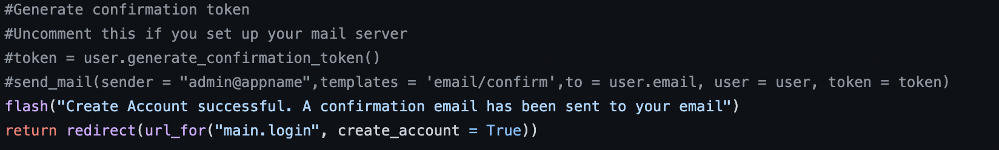 #Generate confirmation token
#Uncomment this if you set up your mail server
#token = user.generate_confirmation_token()
#send_mail(sender = "admin@appname",templates = 'email/confirm',to = user.email, user = user, token = token)
flash("Create Account successful. A confirmation email has been sent to your email")
return redirect(url_for("main.login", create_account = True))